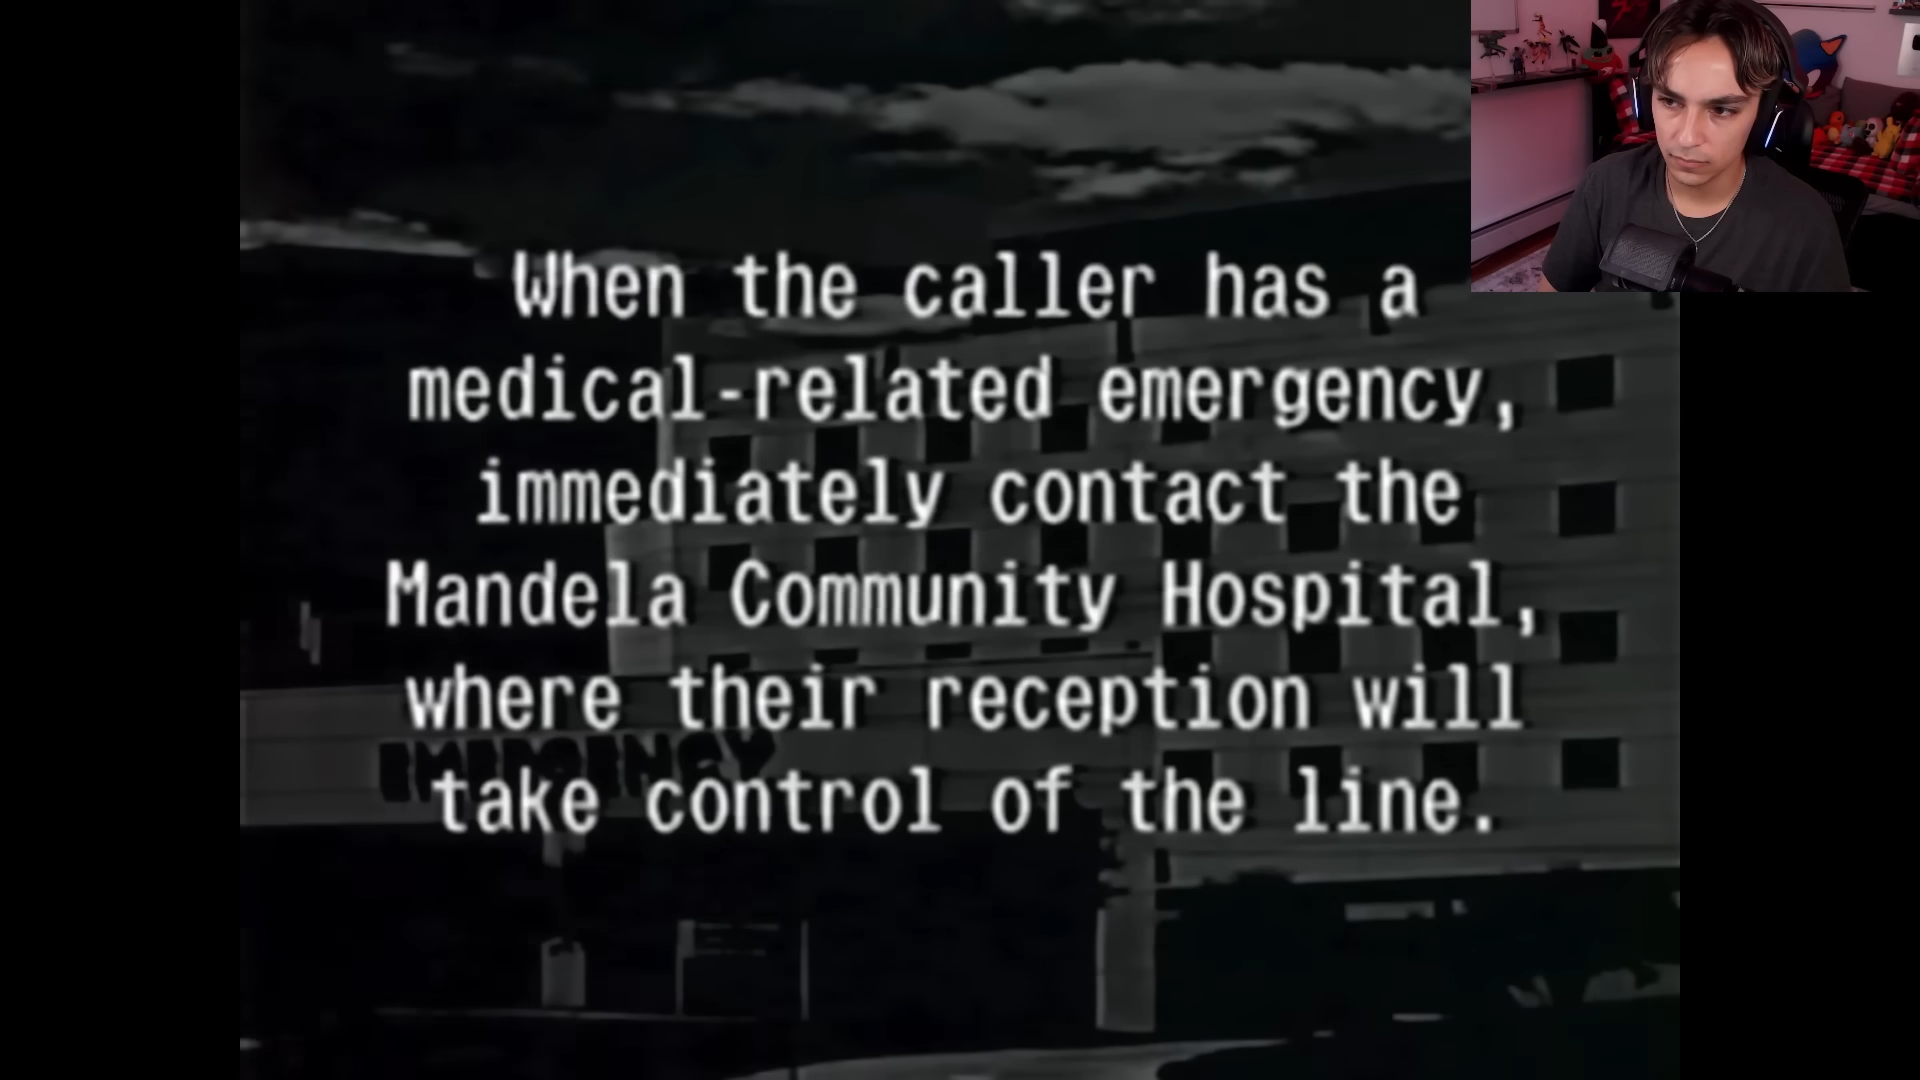 When the caller has a
medical-related emergency,
immediately contact the
Mandela Community Hospital,
where their reception will
EMERGENCY
take control of the line.